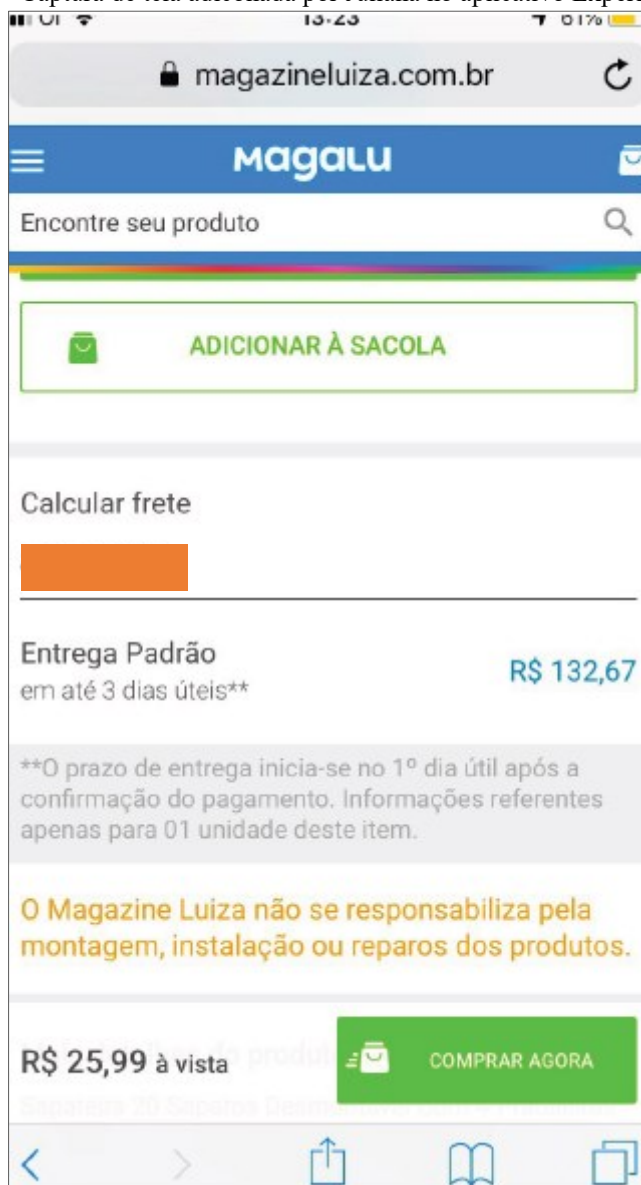 13:23
61%
magazineluiza.com.br
Magalu
Encontre seu produto
ADICIONAR À SACOLA
Calcular frete
Entrega Padrão
R$ 132,67
em até 3 dias úteis**
**O prazo de entrega inicia-se no 1º dia útil após a
confirmação do pagamento. Informações referentes
apenas para 01 unidade deste item.
O Magazine Luiza não se responsabiliza pela
montagem, instalação ou reparos dos produtos.
R$ 25,99 à vista
COMPRAR AGORA